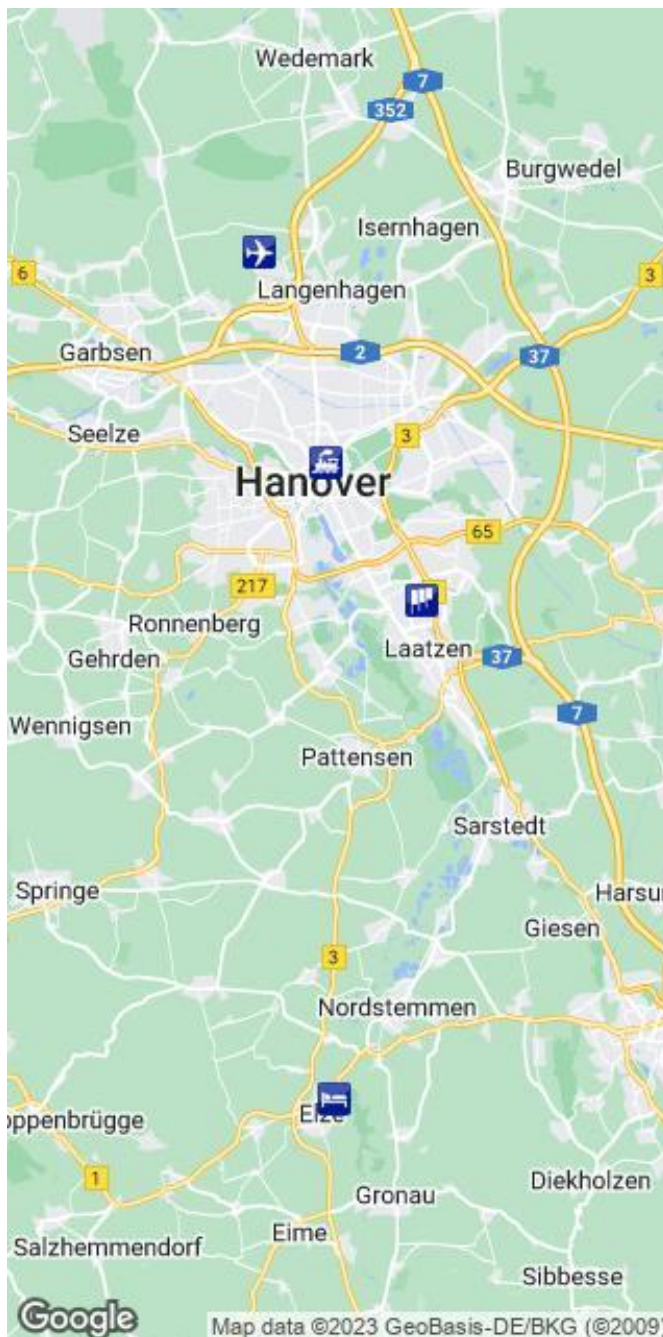 Wedemark
7
352
Burgwedel
Isernhagen
6
3
Langenhagen
Garbsen
2
37
Seelze
3
Hanover
65
217
Ronnenberg
Laatzen
Gehrden
37
7
Wennigsen
Pattensen
Sarstedt
Springe
Harsu
Giesen
3
Nordstemmen
Elze
oppenbrügge
1
Diekholzen
Gronau
Eime
Salzhemmendorf
Sibbesse
Google
Map data ©2023 GeoBasis-DE/BKG (©2009